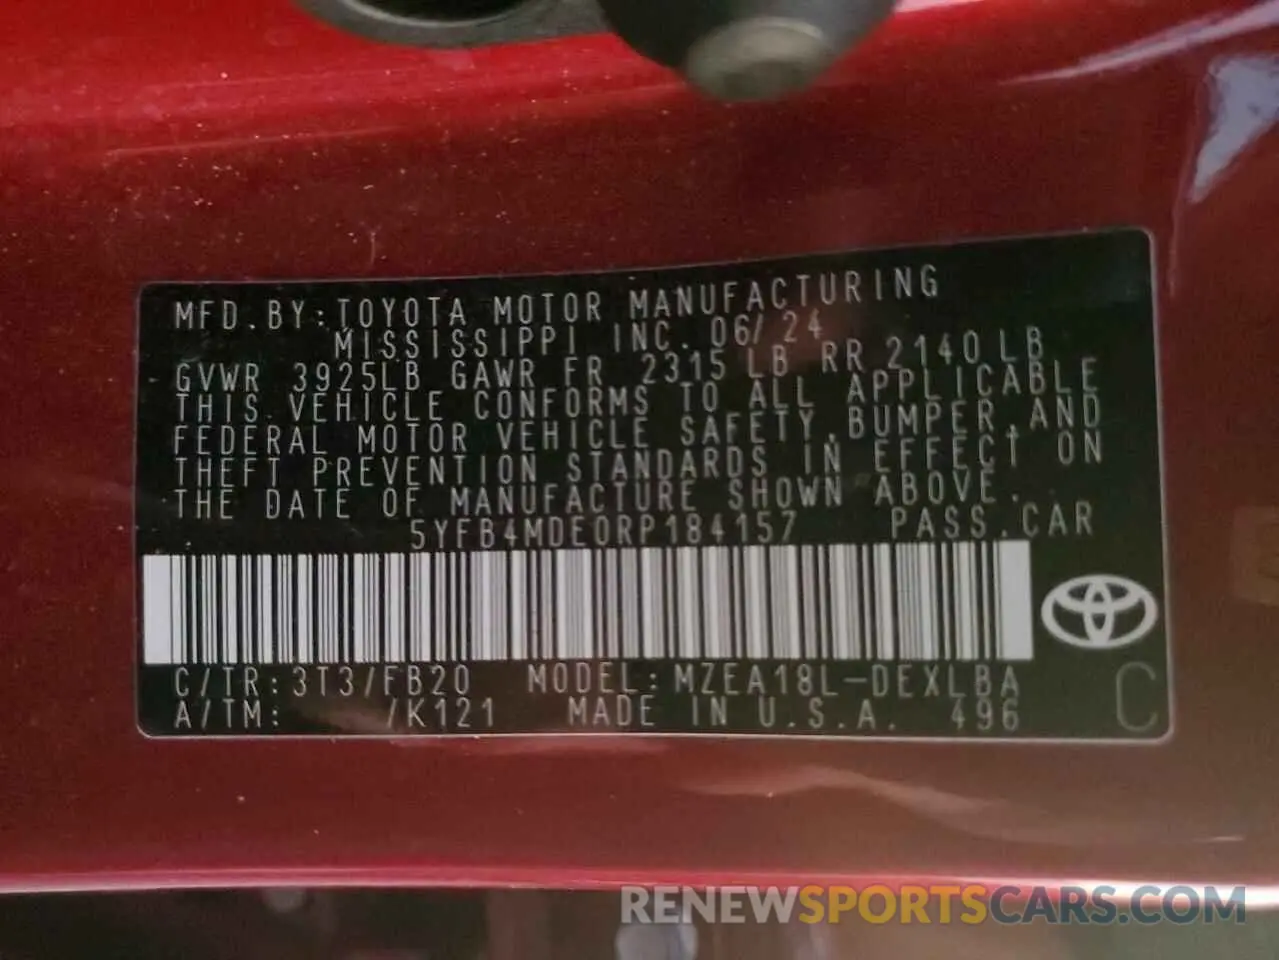 MFD.BY:TOYOTA MOTOR MANUFACTURING
MISSISSIPPI INC. 06/24
GVWR 3925LB GAWR FR 2315 LB RR 2140 LB
THIS VEHICLE CONFORMS TO ALL APPLICABLE
FEDERAL MOTOR VEHICLE SAFETY,BUMPER,AND
THEFT PREVENTION STANDARDS IN EFFECT ON
THE DATE OF MANUFACTURE SHOWN ABOVE.
5YFB4MDE0RP184157 PASS.CAR
C/TR:3T3/FB20 MODEL:MZEA18L-DEXLBA
A/TM: /K121 MADE IN U.S.A. 496
C
RENEWSPORTSCARS.COM